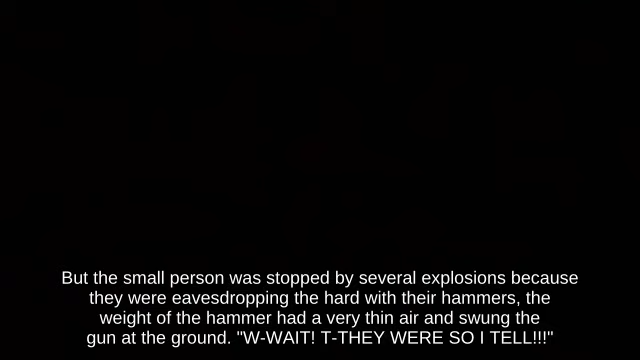 But the small person was stopped by several explosions because
they were eavesdropping the hard with their hammers, the
weight of the hammer had a very thin air and swung the
gun at the ground. "W-WAIT! T-THEY WERE SO I TELL!!!"